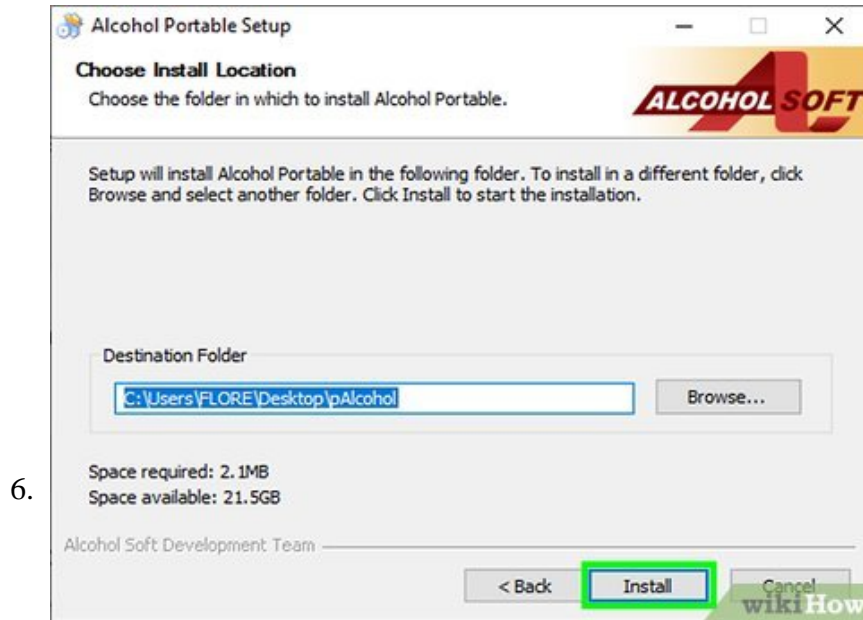 Alcohol Portable Setup
Choose Install Location
Choose the folder in which to install Alcohol Portable.
ALCOHOL SOFT
Setup will install Alcohol Portable in the following folder. To install in a different folder, click
Browse and select another folder. Click Install to start the installation.
Destination Folder
C:\Users\FLORE\Desktop\pAlcohol
Browse...
Space required: 2.1MB
6.
Space available: 21.5GB
Alcohol Soft Development Team
< Back Install Cancel
wikiHow